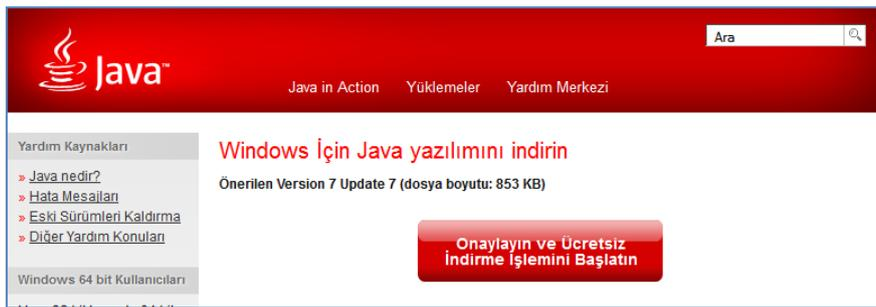 Java™
Ara
Java in Action Yüklemeler Yardım Merkezi
Yardım Kaynakları
» Java nedir?
» Hata Mesajları
» Eski Sürümleri Kaldırma
» Diğer Yardım Konuları
Windows 64 bit Kullanıcıları
Windows İçin Java yazılımını indirin
Önerilen Version 7 Update 7 (dosya boyutu: 853 KB)
Onaylayın ve Ücretsiz
İndirme İşlemini Başlatın